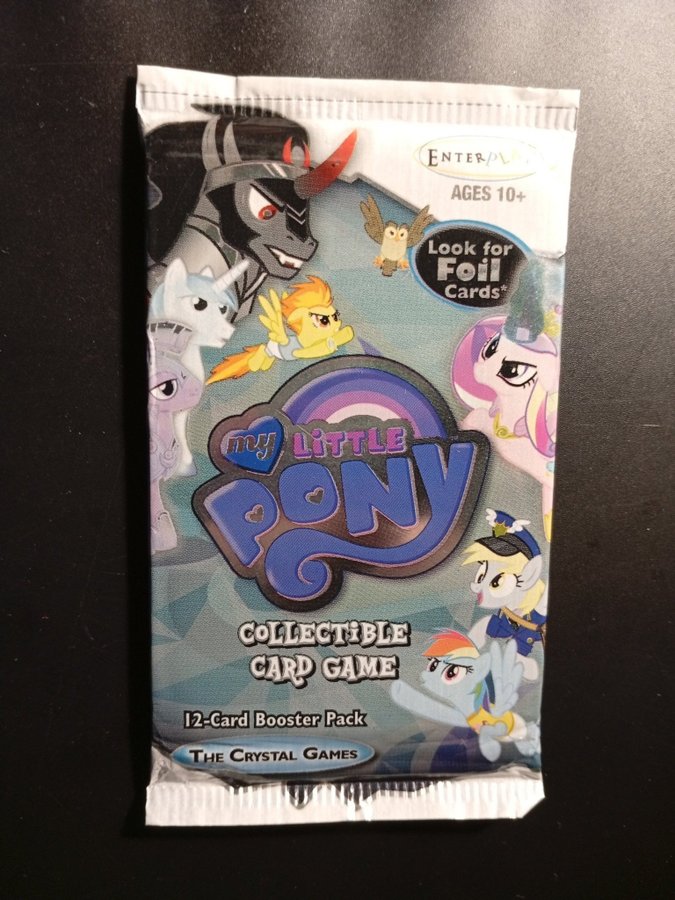 ENTERPLAY
AGES 10+
Look for
Foil
Cards*
my LiTTLE
PONY
COLLECTiBLE
CARD GAME
12-Card Booster Pack
THE CRYSTAL GAMES